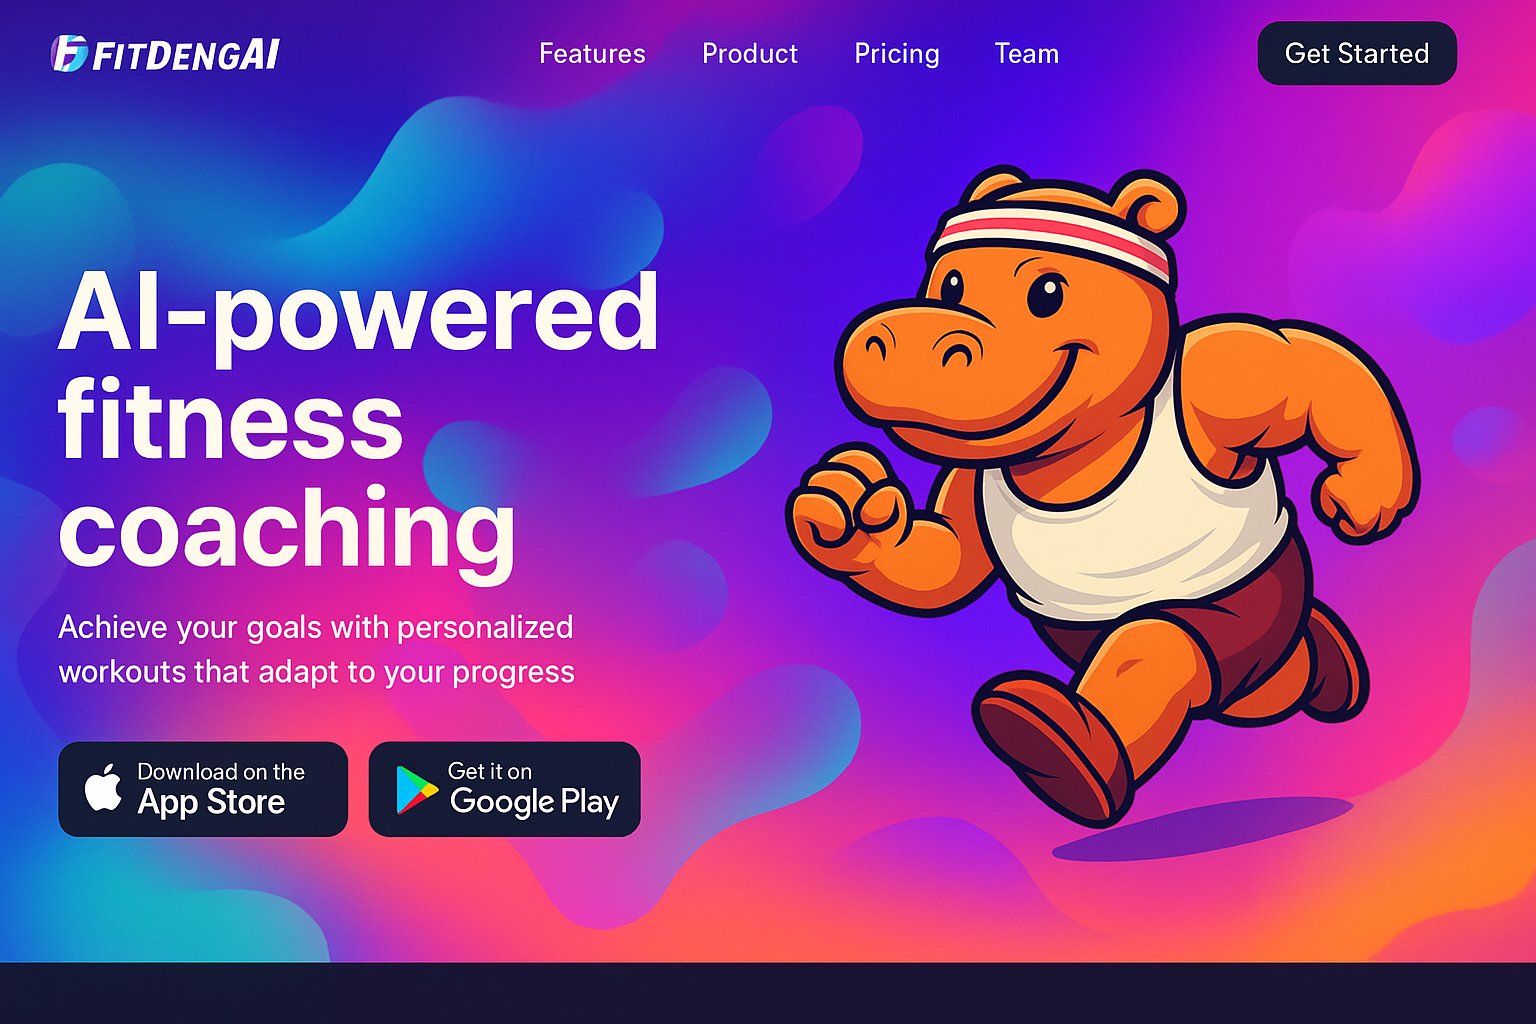 FITDENGAI
Features
Product
Pricing
Team
Get Started
AI-powered
fitness
coaching
Achieve your goals with personalized
workouts that adapt to your progress
Download on the
App Store
Get it on
Google Play